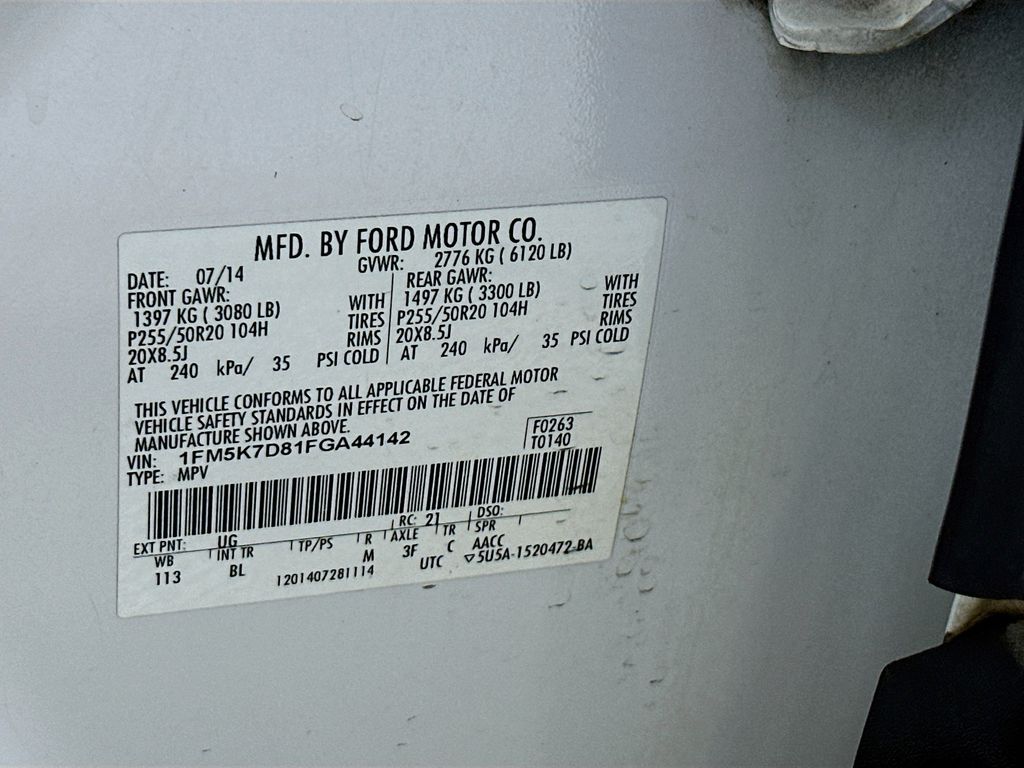 MFD. BY FORD MOTOR CO.
DATE: 07/14 GVWR: 2776 KG ( 6120 LB)
FRONT GAWR: REAR GAWR:
1397 KG ( 3080 LB) WITH 1497 KG ( 3300 LB) WITH
P255/50R20 104H TIRES P255/50R20 104H TIRES
20X8.5J RIMS 20X8.5J RIMS
AT 240 kPa/ 35 PSI COLD AT 240 kPa/ 35 PSI COLD
THIS VEHICLE CONFORMS TO ALL APPLICABLE FEDERAL MOTOR
VEHICLE SAFETY STANDARDS IN EFFECT ON THE DATE OF
MANUFACTURE SHOWN ABOVE.
F0263
VIN: 1FM5K7D81FGA44142 T0140
TYPE: MPV
EXT PNT: UG RC: 21 DSO:
WB INT TR TP/PS R AXLE TR SPR
113 BL M 3F C AACC
1201407281114 UTC ▽5U5A-1520472-BA